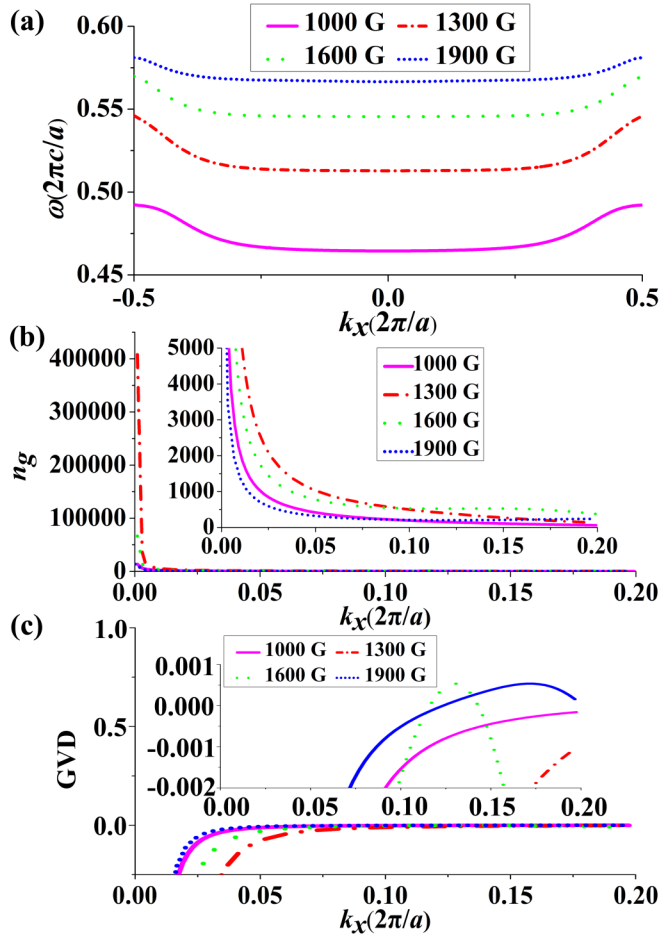 (a)
0.60
1000 G 1300 G
1600 G 1900 G
0.55
0.50
0.45
ω(2πc/a)
-0.5 0.0 0.5
kx(2π/a)
(b)
400000
300000
200000
100000
0
ng
5000
4000
3000
2000
1000
0
1000 G
1300 G
1600 G
1900 G
0.00 0.05 0.10 0.15 0.20
0.00 0.05 0.10 0.15 0.20
kx(2π/a)
(c)
1.0
0.5
0.0
GVD
1000 G 1300 G
1600 G 1900 G
0.001
0.000
-0.001
-0.002
0.00 0.05 0.10 0.15 0.20
0.00 0.05 0.10 0.15 0.20
kx(2π/a)